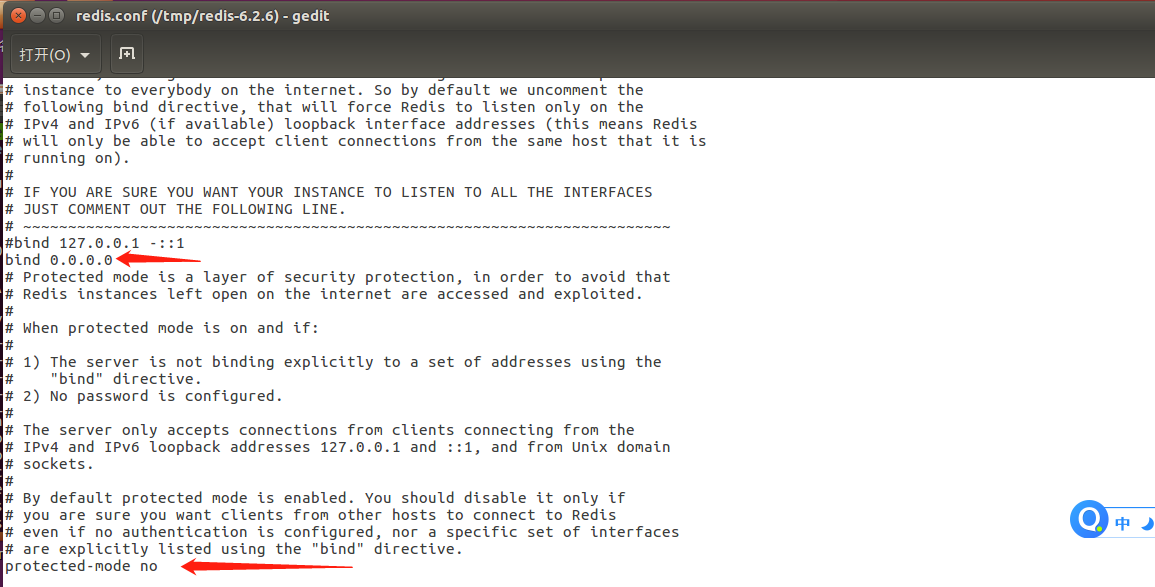 redis.conf (/tmp/redis-6.2.6) - gedit
打开(O)
# instance to everybody on the internet. So by default we uncomment the
# following bind directive, that will force Redis to listen only on the
# IPv4 and IPv6 (if available) loopback interface addresses (this means Redis
# will only be able to accept client connections from the same host that it is
# running on).
#
# IF YOU ARE SURE YOU WANT YOUR INSTANCE TO LISTEN TO ALL THE INTERFACES
# JUST COMMENT OUT THE FOLLOWING LINE.
# ~~~~~~~~~~~~~~~~~~~~~~~~~~~~~~~~~~~~~~~~~~~~~~~~~~~~~~~~~~~~~~~~~~~~~~~~
#bind 127.0.0.1 -::1
bind 0.0.0.0
# Protected mode is a layer of security protection, in order to avoid that
# Redis instances left open on the internet are accessed and exploited.
#
# When protected mode is on and if:
#
# 1) The server is not binding explicitly to a set of addresses using the
#    "bind" directive.
# 2) No password is configured.
#
# The server only accepts connections from clients connecting from the
# IPv4 and IPv6 loopback addresses 127.0.0.1 and ::1, and from Unix domain
# sockets.
#
# By default protected mode is enabled. You should disable it only if
# you are sure you want clients from other hosts to connect to Redis
# even if no authentication is configured, nor a specific set of interfaces
# are explicitly listed using the "bind" directive.
protected-mode no
中